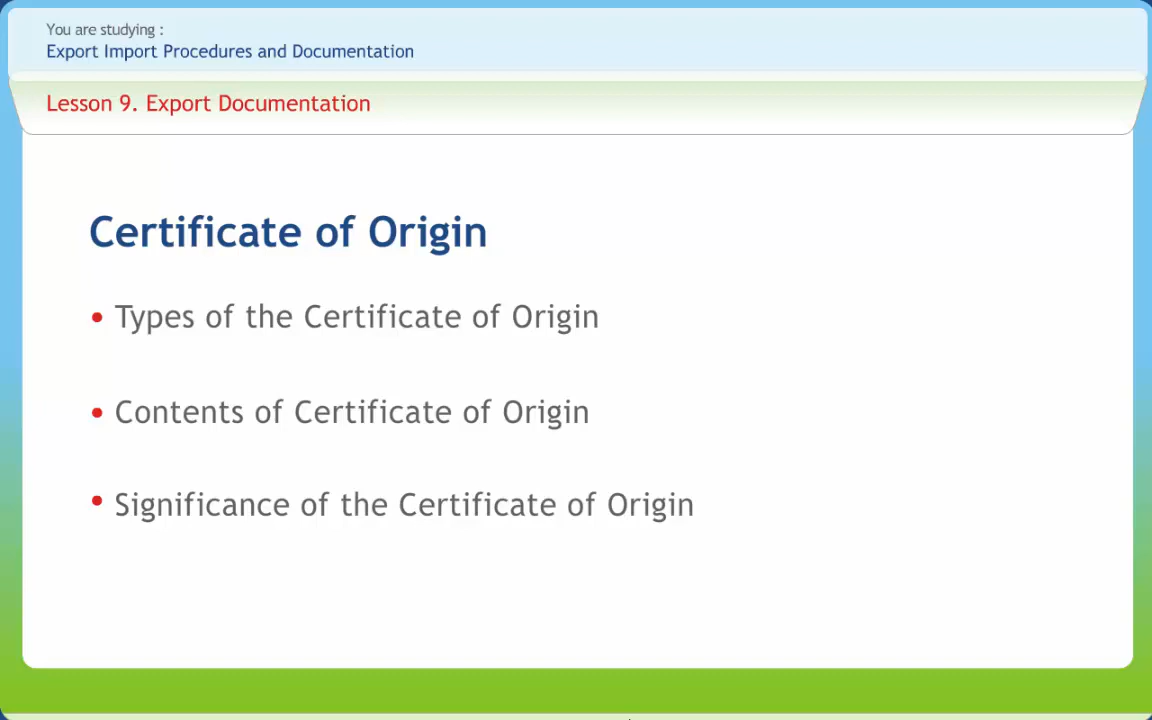 You are studying :
Export Import Procedures and Documentation
Lesson 9. Export Documentation
Certificate of Origin
• Types of the Certificate of Origin
• Contents of Certificate of Origin
• Significance of the Certificate of Origin